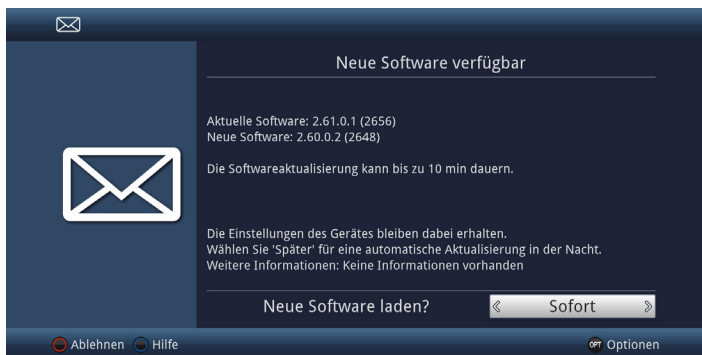 Neue Software verfügbar
Aktuelle Software: 2.61.0.1 (2656)
Neue Software: 2.60.0.2 (2648)
Die Softwareaktualisierung kann bis zu 10 min dauern.
Die Einstellungen des Gerätes bleiben dabei erhalten.
Wählen Sie 'Später' für eine automatische Aktualisierung in der Nacht.
Weitere Informationen: Keine Informationen vorhanden
Neue Software laden? « Sofort »
Ablehnen Hilfe OPT Optionen